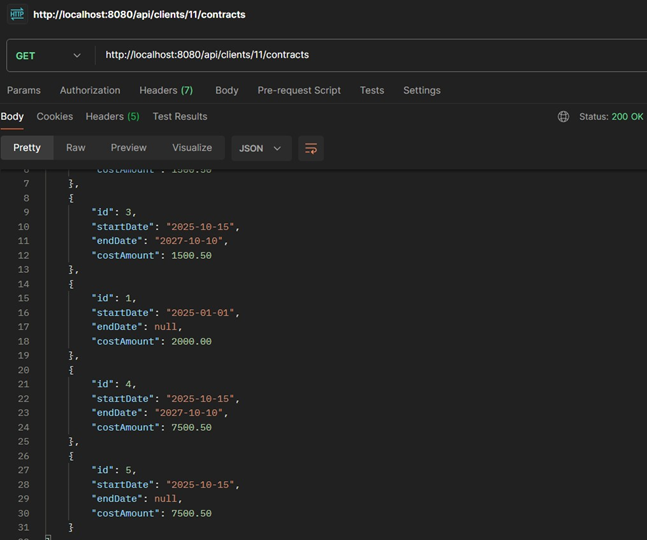 HTTP http://localhost:8080/api/clients/11/contracts
GET http://localhost:8080/api/clients/11/contracts
Params Authorization Headers (7) Body Pre-request Script Tests Settings
Body Cookies Headers (5) Test Results Status: 200 OK
Pretty Raw Preview Visualize JSON
6 "costAmount": 1500.50
7 },
8 {
9 "id": 3,
10 "startDate": "2025-10-15",
11 "endDate": "2027-10-10",
12 "costAmount": 1500.50
13 },
14 {
15 "id": 1,
16 "startDate": "2025-01-01",
17 "endDate": null,
18 "costAmount": 2000.00
19 },
20 {
21 "id": 4,
22 "startDate": "2025-10-15",
23 "endDate": "2027-10-10",
24 "costAmount": 7500.50
25 },
26 {
27 "id": 5,
28 "startDate": "2025-10-15",
29 "endDate": null,
30 "costAmount": 7500.50
31 }